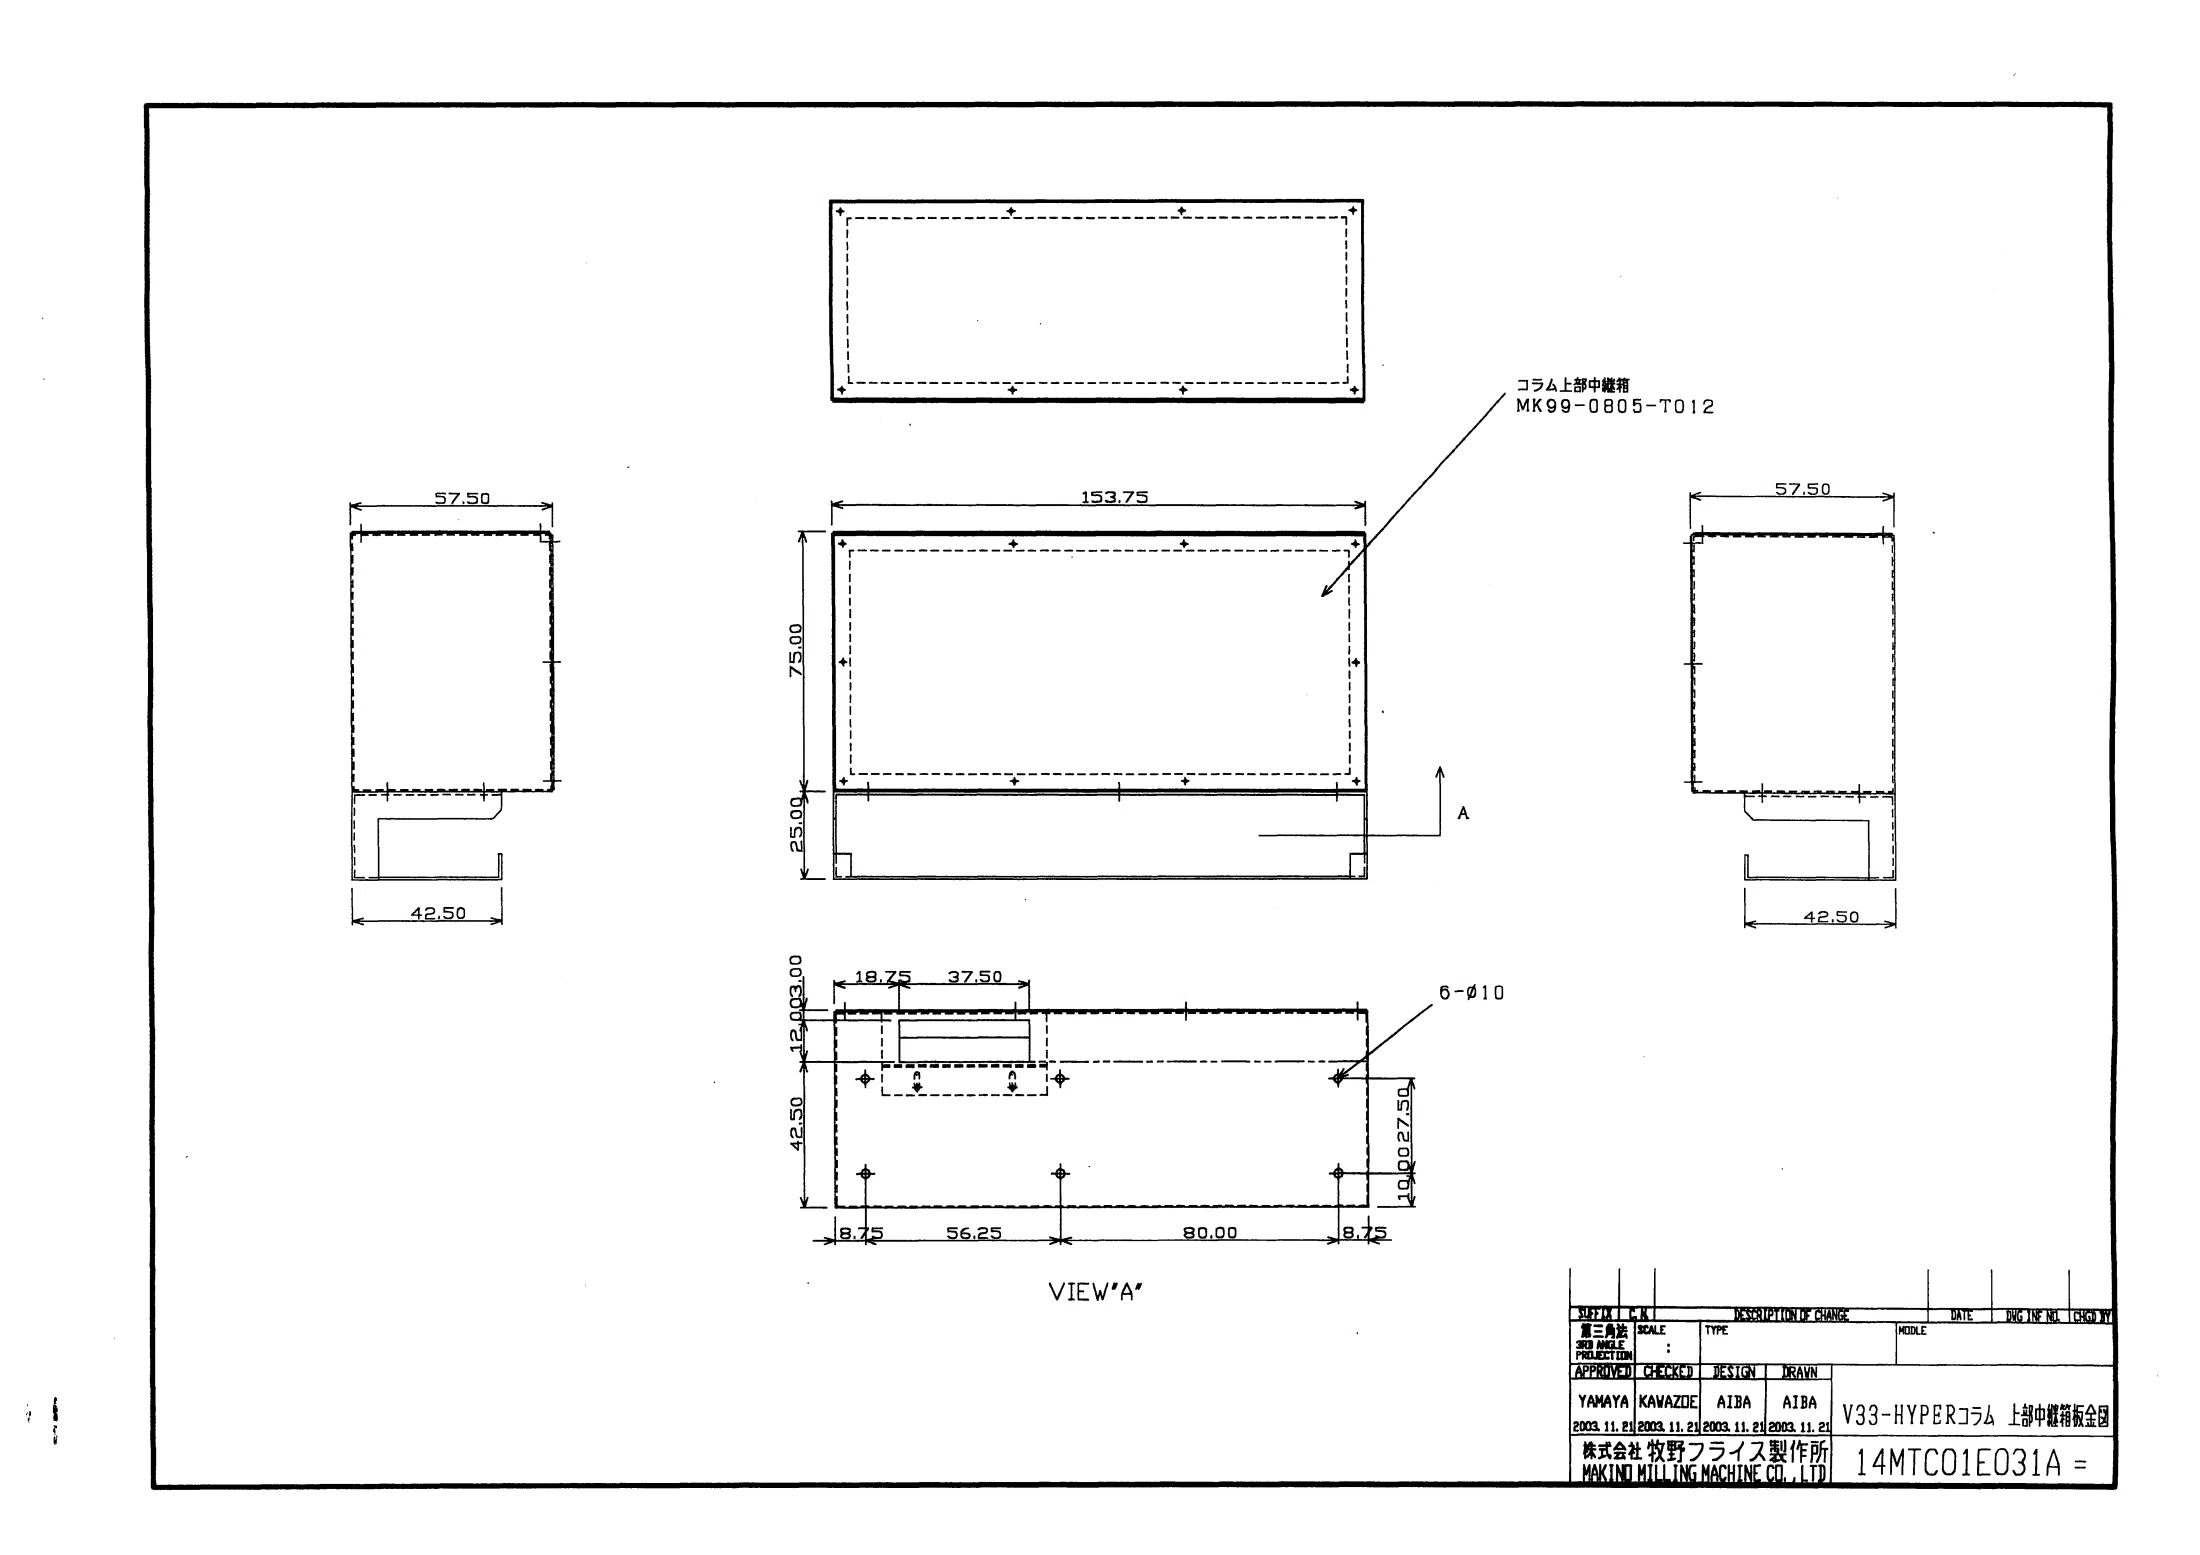 コラム上部中継箱
MK99-0805-T012
57.50
153.75
57.50
75.00
25.00
A
42.50
42.50
3.00
12.00
42.50
18.75
37.50
6-ø10
27.50
10.00
8.75
56.25
80.00
8.75
VIEW"A"
SUFFIX C.N. DESCRIPTION OF CHANGE DATE DWG INF NO. CHGD BY
第三角法
3RD ANGLE
PROJECTION
SCALE
:
TYPE
MODLE
APPROVED CHECKED DESIGN DRAWN
YAMAYA KAWAZOE AIBA AIBA
2003.11.21 2003.11.21 2003.11.21 2003.11.21
V33-HYPERコラム 上部中継箱板金図
株式会社 牧野フライス製作所
MAKINO MILLING MACHINE CO.,LTD
14MTC01E031A =